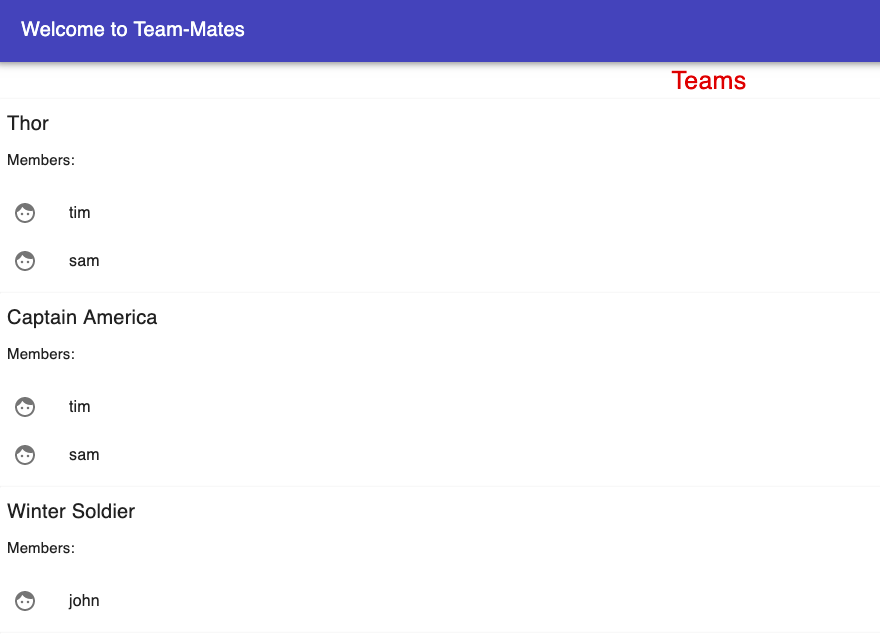 Welcome to Team-Mates
Teams
Thor
Members:
tim
sam
Captain America
Members:
tim
sam
Winter Soldier
Members:
john